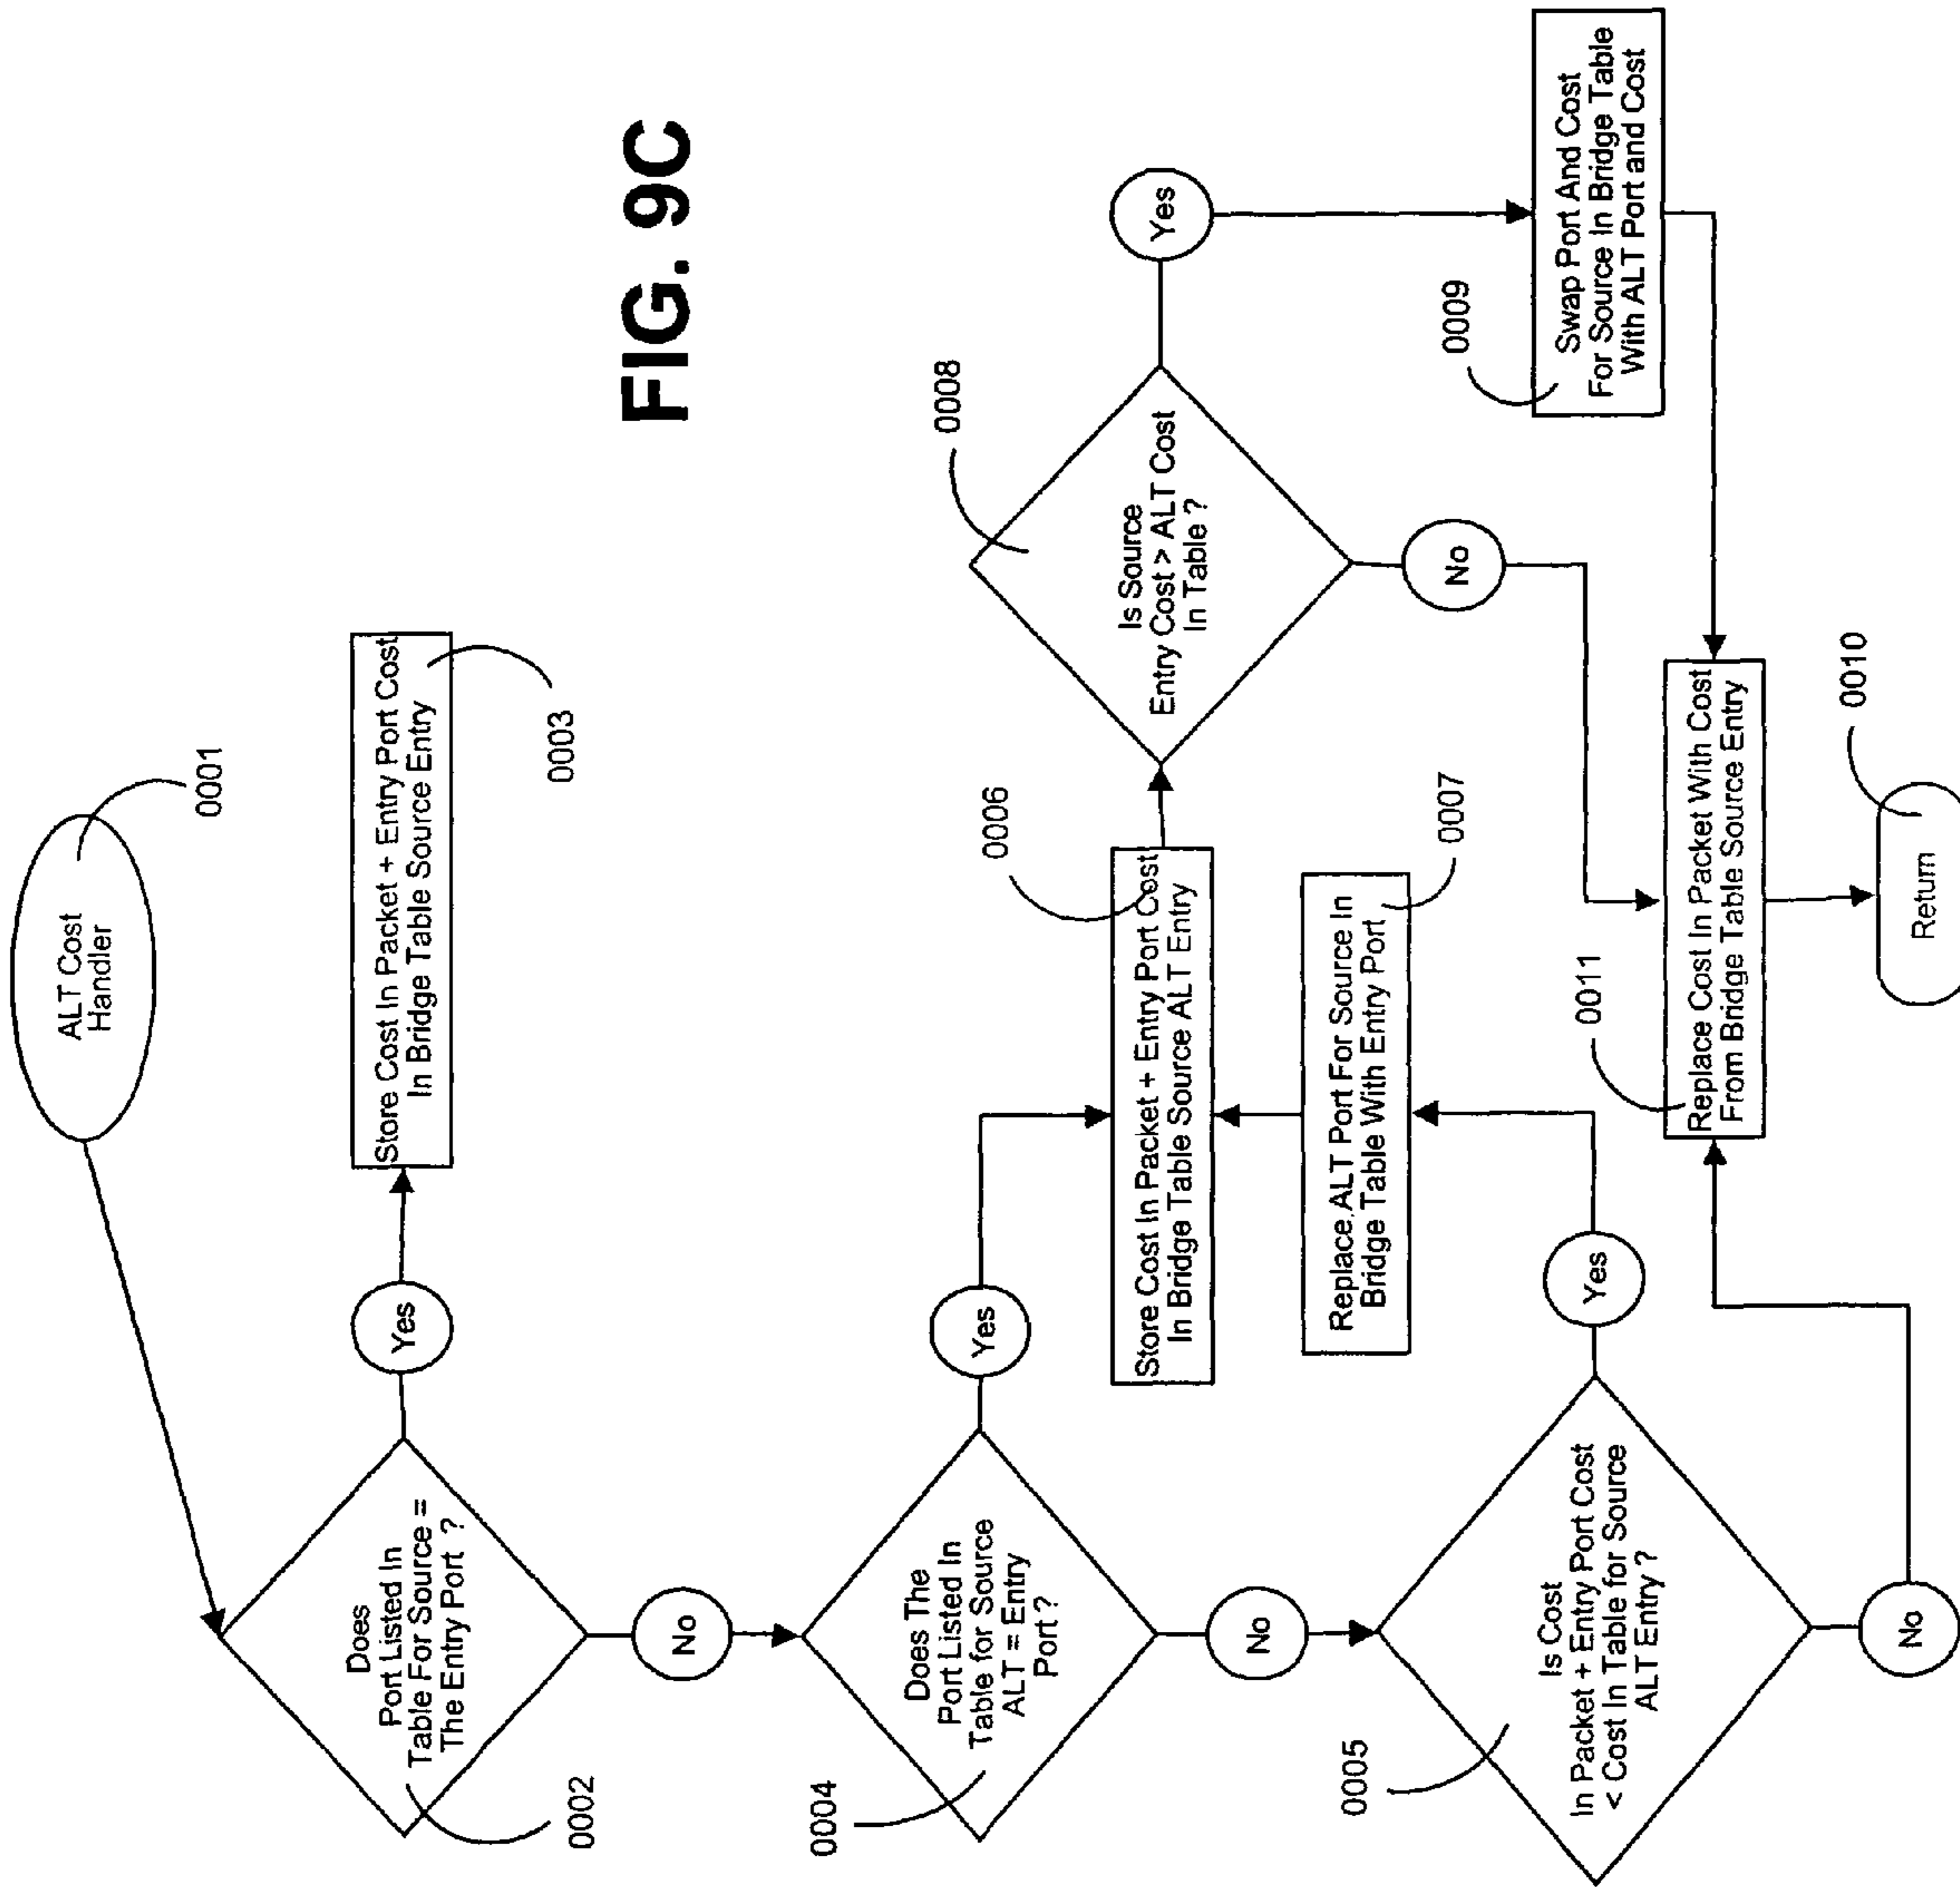 FIG. 9C
ALT Cost
Handler
0001
Does
Port Listed In
Table For Source =
The Entry Port ?
0002
Yes
Store Cost In Packet + Entry Port Cost
In Bridge Table Source Entry
0003
No
Does The
Port Listed In
Table for Source
ALT = Entry
Port ?
0004
Yes
Store Cost In Packet + Entry Port Cost
In Bridge Table Source ALT Entry
0006
Is Source
Entry Cost > ALT Cost
In Table ?
0008
Yes
No
Swap Port And Cost
For Source In Bridge Table
With ALT Port and Cost
0009
Replace ALT Port For Source In
Bridge Table With Entry Port
0007
No
Is Cost
In Packet + Entry Port Cost
< Cost In Table for Source
ALT Entry ?
0005
Yes
No
Replace Cost In Packet With Cost
From Bridge Table Source Entry
0011
Return
0010